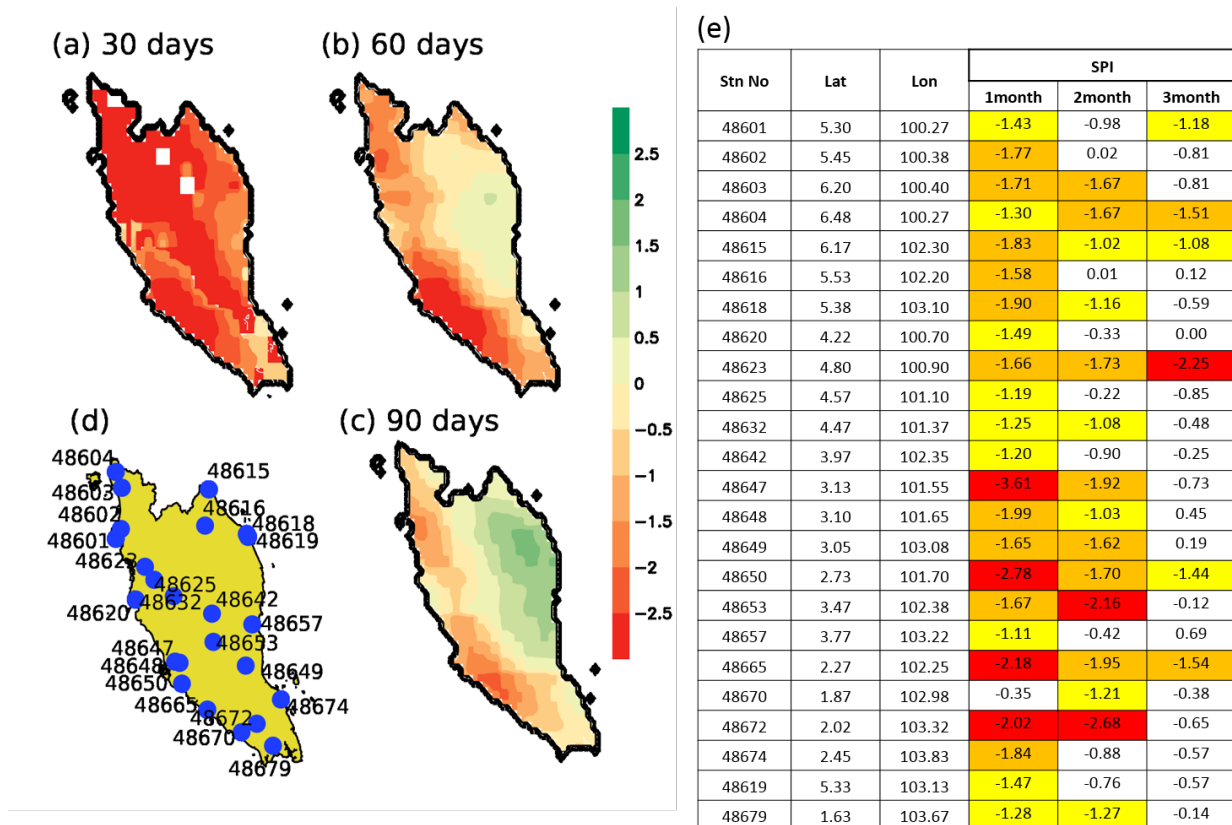 (a) 30 days
(b) 60 days
2.5
2
1.5
1
0.5
0
−0.5
−1
−1.5
−2
−2.5
(d)
(c) 90 days
48604
48615
48603
48616
48602
48618
48601
48619
48623
48625
48632
48620
48642
48657
48653
48647
48648
48649
48650
48665
48674
48672
48670
48679
(e)
Stn No Lat Lon SPI
1month 2month 3month
48601 5.30 100.27 -1.43 -0.98 -1.18
48602 5.45 100.38 -1.77 0.02 -0.81
48603 6.20 100.40 -1.71 -1.67 -0.81
48604 6.48 100.27 -1.30 -1.67 -1.51
48615 6.17 102.30 -1.83 -1.02 -1.08
48616 5.53 102.20 -1.58 0.01 0.12
48618 5.38 103.10 -1.90 -1.16 -0.59
48620 4.22 100.70 -1.49 -0.33 0.00
48623 4.80 100.90 -1.66 -1.73 -2.25
48625 4.57 101.10 -1.19 -0.22 -0.85
48632 4.47 101.37 -1.25 -1.08 -0.48
48642 3.97 102.35 -1.20 -0.90 -0.25
48647 3.13 101.55 -3.61 -1.92 -0.73
48648 3.10 101.65 -1.99 -1.03 0.45
48649 3.05 103.08 -1.65 -1.62 0.19
48650 2.73 101.70 -2.78 -1.70 -1.44
48653 3.47 102.38 -1.67 -2.16 -0.12
48657 3.77 103.22 -1.11 -0.42 0.69
48665 2.27 102.25 -2.18 -1.95 -1.54
48670 1.87 102.98 -0.35 -1.21 -0.38
48672 2.02 103.32 -2.02 -2.68 -0.65
48674 2.45 103.83 -1.84 -0.88 -0.57
48619 5.33 103.13 -1.47 -0.76 -0.57
48679 1.63 103.67 -1.28 -1.27 -0.14